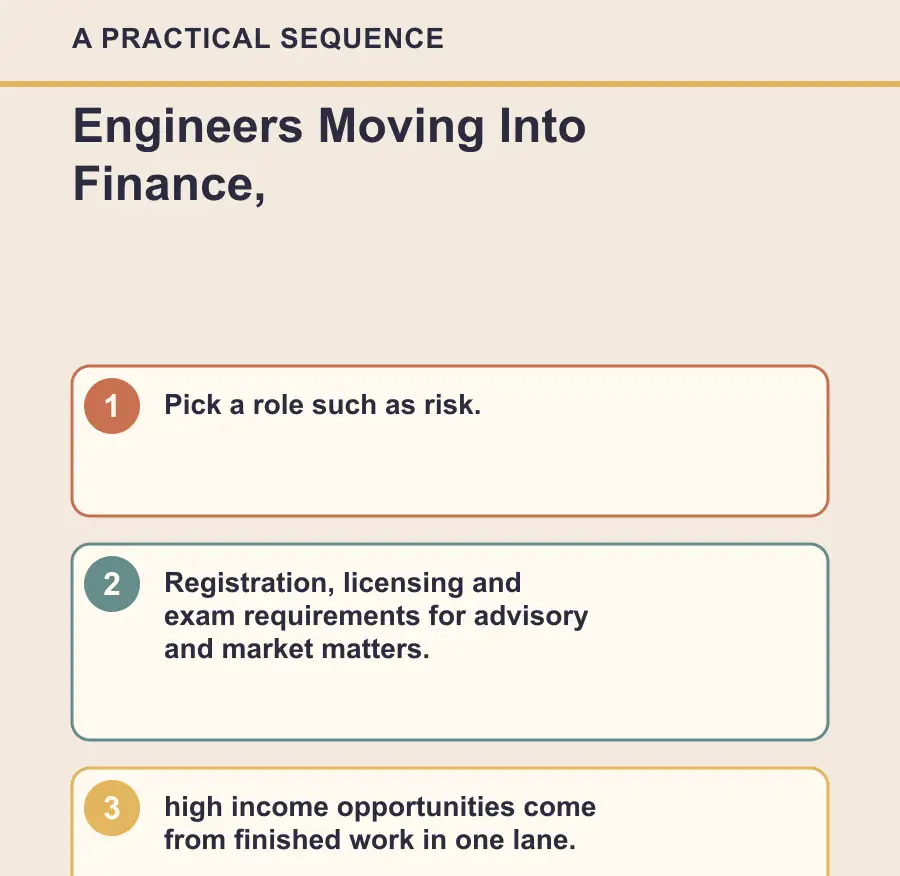 A PRACTICAL SEQUENCE
Engineers Moving Into
Finance,
1
Pick a role such as risk.
2
Registration, licensing and
exam requirements for advisory
and market matters.
3
high income opportunities come
from finished work in one lane.